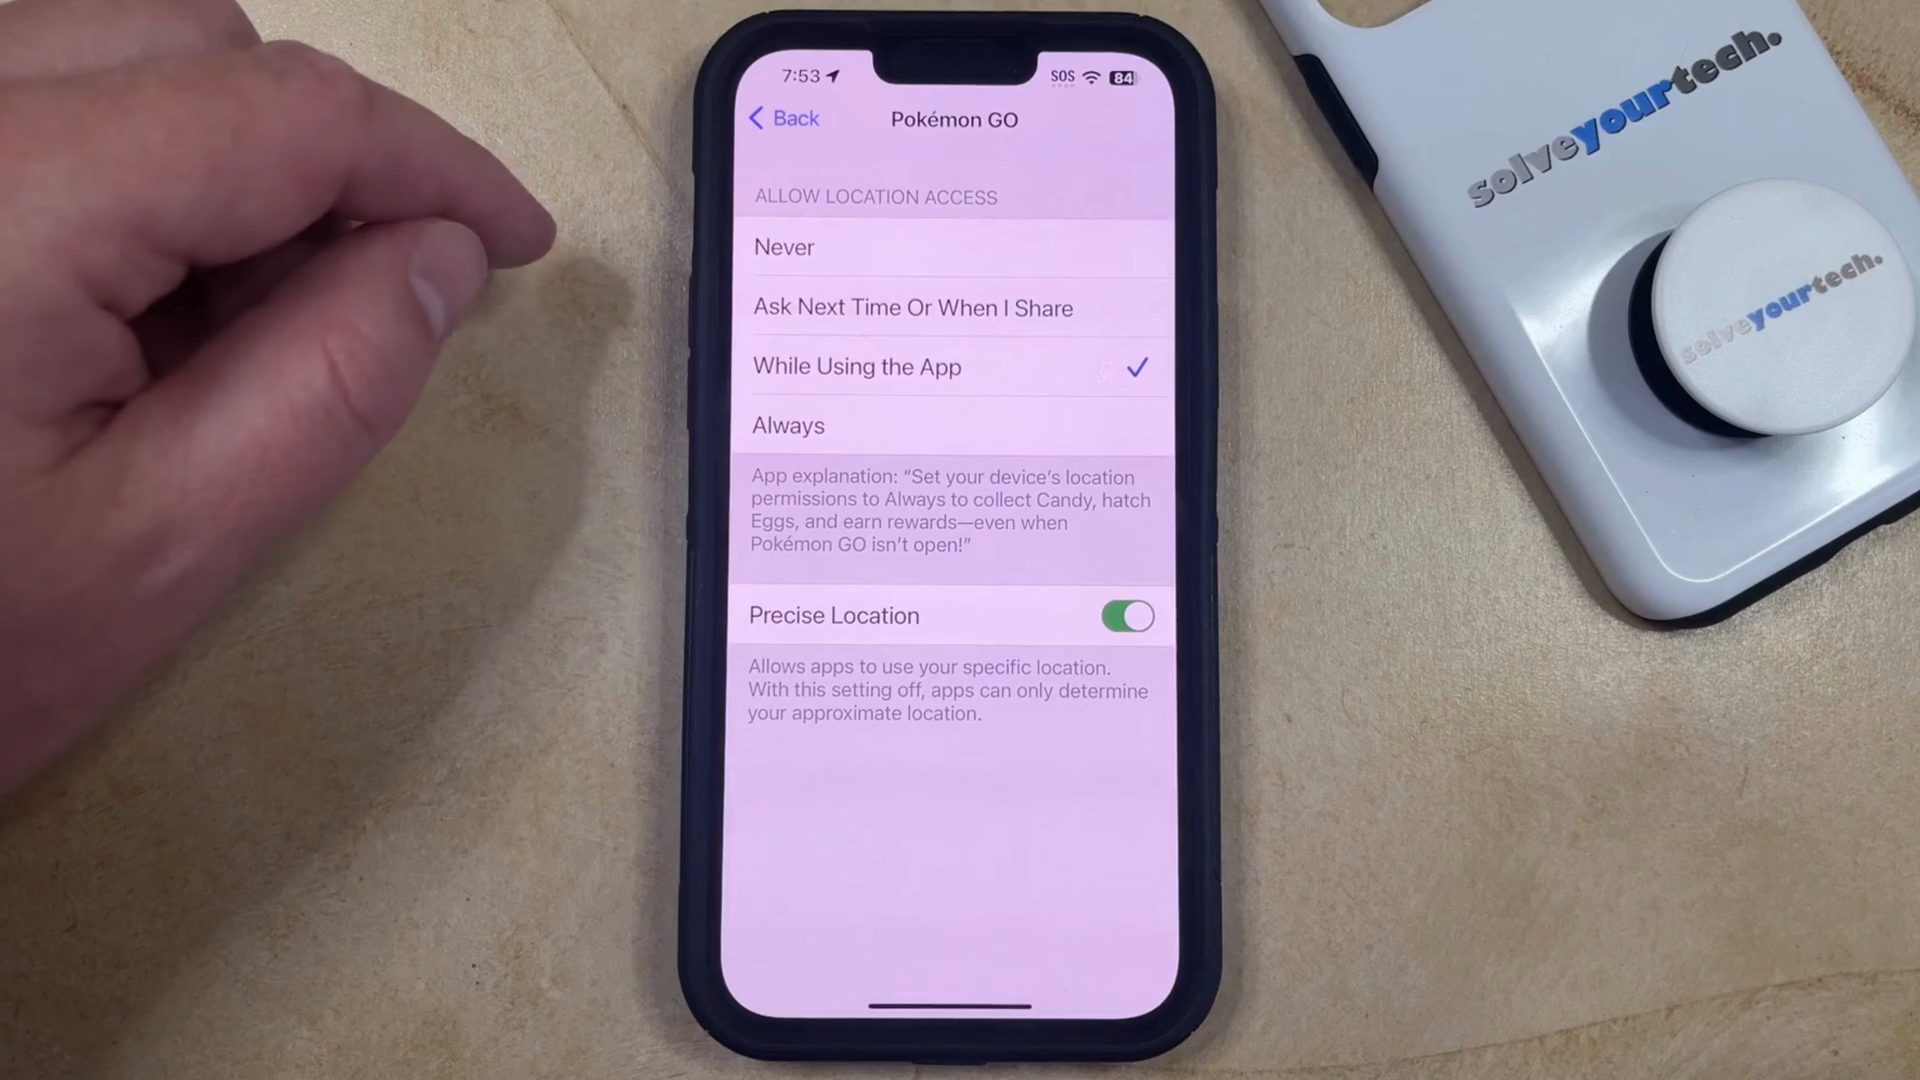 7:53
SOS
84
Back
Pokémon GO
ALLOW LOCATION ACCESS
Never
Ask Next Time Or When I Share
While Using the App
Always
App explanation: “Set your device’s location
permissions to Always to collect Candy, hatch
Eggs, and earn rewards—even when
Pokémon GO isn’t open!”
Precise Location
Allows apps to use your specific location.
With this setting off, apps can only determine
your approximate location.
solveyourtech.
solveyourtech.